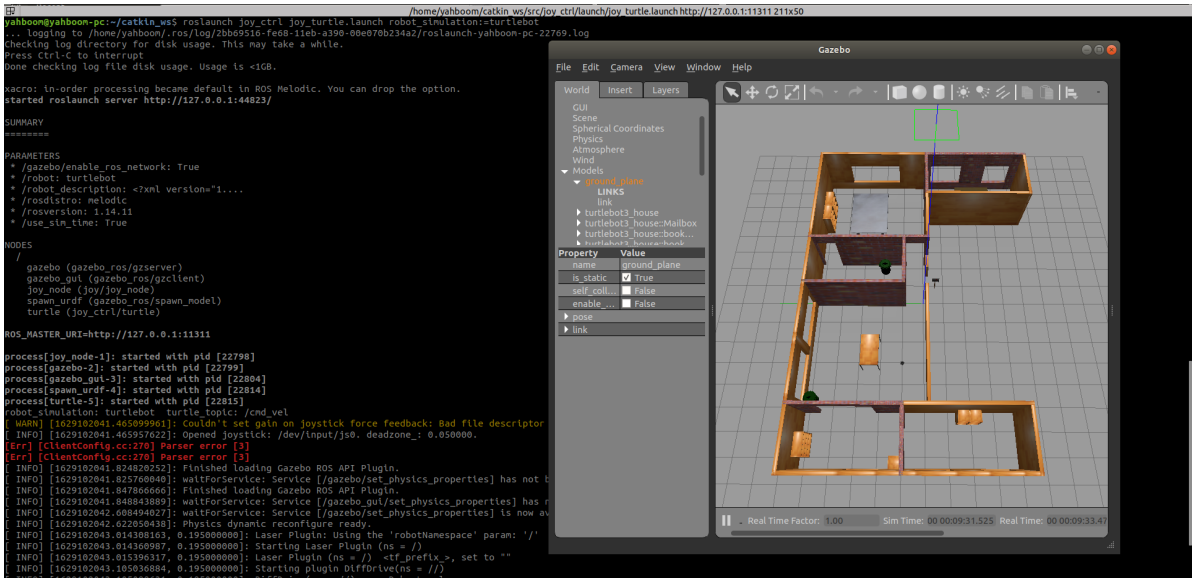 /home/yahboom/catkin_ws/src/joy_ctrl/launch/joy_turtle.launch http://127.0.0.1:11311 211x50
yahboom@yahboom-pc:~/catkin_ws$ roslaunch joy_ctrl joy_turtle.launch robot_simulation:=turtlebot
... logging to /home/yahboom/.ros/log/2bb69516-fe68-11eb-a390-00e070b234a2/roslaunch-yahboom-pc-22769.log
Checking log directory for disk usage. This may take a while.
Press Ctrl-C to interrupt
Done checking log file disk usage. Usage is <1GB.
xacro: in-order processing became default in ROS Melodic. You can drop the option.
started roslaunch server http://127.0.0.1:44823/
SUMMARY
========
PARAMETERS
* /gazebo/enable_ros_network: True
* /robot: turtlebot
* /robot_description: <?xml version="1....
* /rosdistro: melodic
* /rosversion: 1.14.11
* /use_sim_time: True
NODES
/
gazebo (gazebo_ros/gzserver)
gazebo_gui (gazebo_ros/gzclient)
joy_node (joy/joy_node)
spawn_urdf (gazebo_ros/spawn_model)
turtle (joy_ctrl/turtle)
ROS_MASTER_URI=http://127.0.0.1:11311
process[joy_node-1]: started with pid [22798]
process[gazebo-2]: started with pid [22799]
process[gazebo_gui-3]: started with pid [22804]
process[spawn_urdf-4]: started with pid [22814]
process[turtle-5]: started with pid [22815]
robot_simulation: turtlebot turtle_topic: /cmd_vel
[ WARN] [1629102041.465099961]: Couldn't set gain on joystick force feedback: Bad file descriptor
[ INFO] [1629102041.465957622]: Opened joystick: /dev/input/js0. deadzone_: 0.050000.
[Err] [ClientConfig.cc:270] Parser error [3]
[Err] [ClientConfig.cc:270] Parser error [3]
[ INFO] [1629102041.824820252]: Finished loading Gazebo ROS API Plugin.
[ INFO] [1629102041.825760040]: waitForService: Service [/gazebo/set_physics_properties] has not b
[ INFO] [1629102041.847866666]: Finished loading Gazebo ROS API Plugin.
[ INFO] [1629102041.848843889]: waitForService: Service [/gazebo_gui/set_physics_properties] has n
[ INFO] [1629102042.608494027]: waitForService: Service [/gazebo/set_physics_properties] is now av
[ INFO] [1629102042.622050438]: Physics dynamic reconfigure ready.
[ INFO] [1629102043.014308163, 0.195000000]: Laser Plugin: Using the 'robotNamespace' param: '/'
[ INFO] [1629102043.014360987, 0.195000000]: Starting Laser Plugin (ns = /)
[ INFO] [1629102043.015396317, 0.195000000]: Laser Plugin (ns = /) <tf_prefix_>, set to ""
[ INFO] [1629102043.105036884, 0.195000000]: Starting plugin DiffDrive(ns = //)
Gazebo
File Edit Camera View Window Help
World Insert Layers
GUI
Scene
Spherical Coordinates
Physics
Atmosphere
Wind
Models
ground_plane
LINKS
link
turtlebot3_house
turtlebot3_house::Mailbox
turtlebot3_house::book...
turtlebot3_house::book
Property Value
name ground_plane
is_static True
self_coll... False
enable_... False
pose
link
Real Time Factor: 1.00 Sim Time: 00 00:09:31.525 Real Time: 00 00:09:33.47